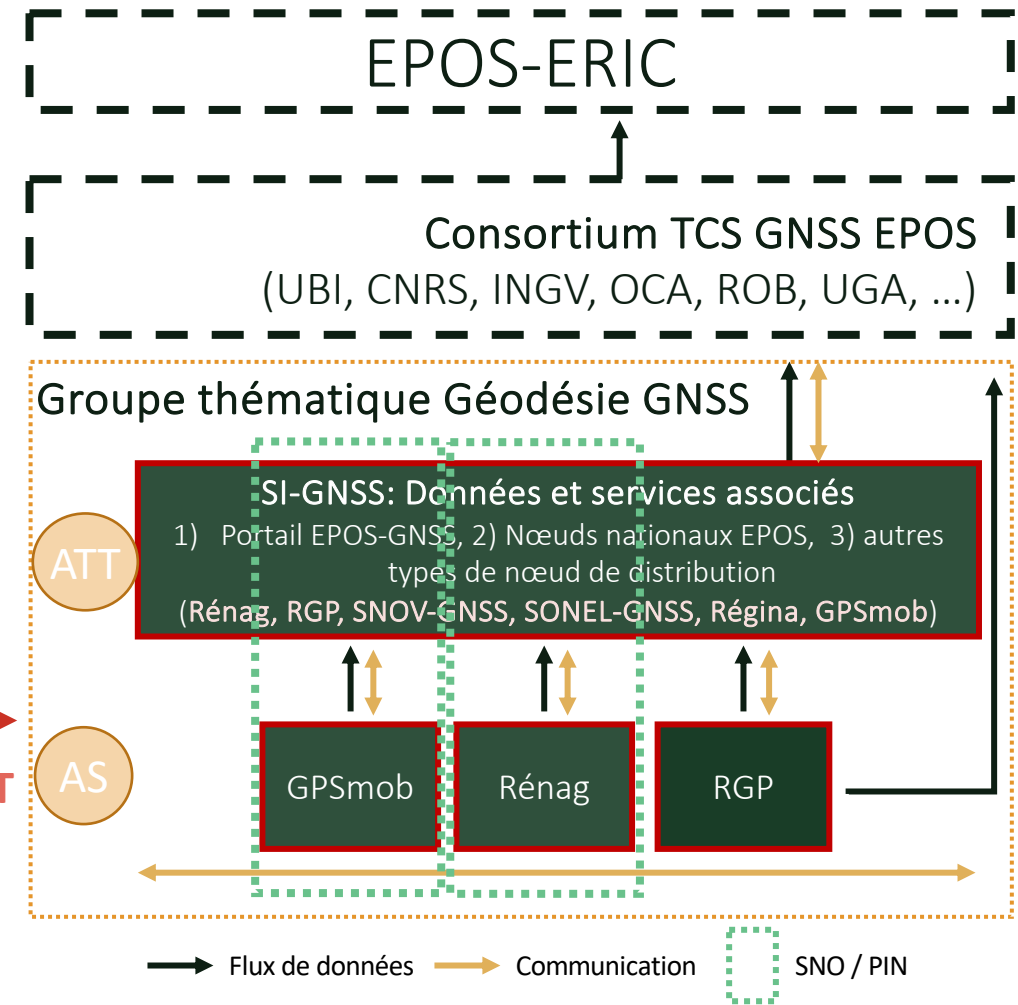 EPOS-ERIC
Consortium TCS GNSS EPOS
(UBI, CNRS, INGV, OCA, ROB, UGA, ...)
Groupe thématique Géodésie GNSS
SI-GNSS: Données et services associés
1) Portail EPOS-GNSS, 2) Nœuds nationaux EPOS, 3) autres
types de nœud de distribution
(Rénag, RGP, SNOV-GNSS, SONEL-GNSS, Régina, GPSmob)
ATT
AS
T
GPSmob
Rénag
RGP
Flux de données
Communication
SNO / PIN